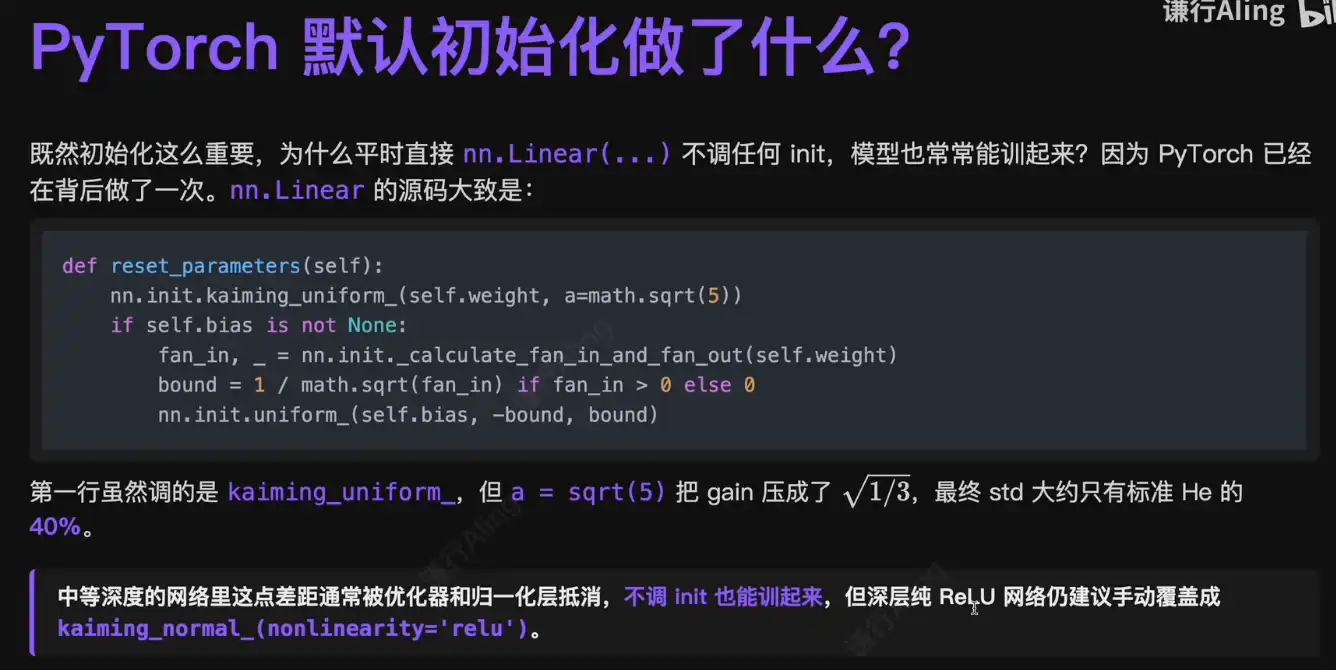 谦行Aling bili
PyTorch 默认初始化做了什么？
既然初始化这么重要，为什么平时直接 nn.Linear(...) 不调任何 init，模型也常常能训起来？因为 PyTorch 已经
在背后做了一次。nn.Linear 的源码大致是：
def reset_parameters(self):
    nn.init.kaiming_uniform_(self.weight, a=math.sqrt(5))
    if self.bias is not None:
        fan_in, _ = nn.init._calculate_fan_in_and_fan_out(self.weight)
        bound = 1 / math.sqrt(fan_in) if fan_in > 0 else 0
        nn.init.uniform_(self.bias, -bound, bound)
第一行虽然调的是 kaiming_uniform_，但 a = sqrt(5) 把 gain 压成了 √1/3，最终 std 大约只有标准 He 的
40%。
中等深度的网络里这点差距通常被优化器和归一化层抵消，不调 init 也能训起来，但深层纯 ReLU 网络仍建议手动覆盖成
kaiming_normal_(nonlinearity='relu')。